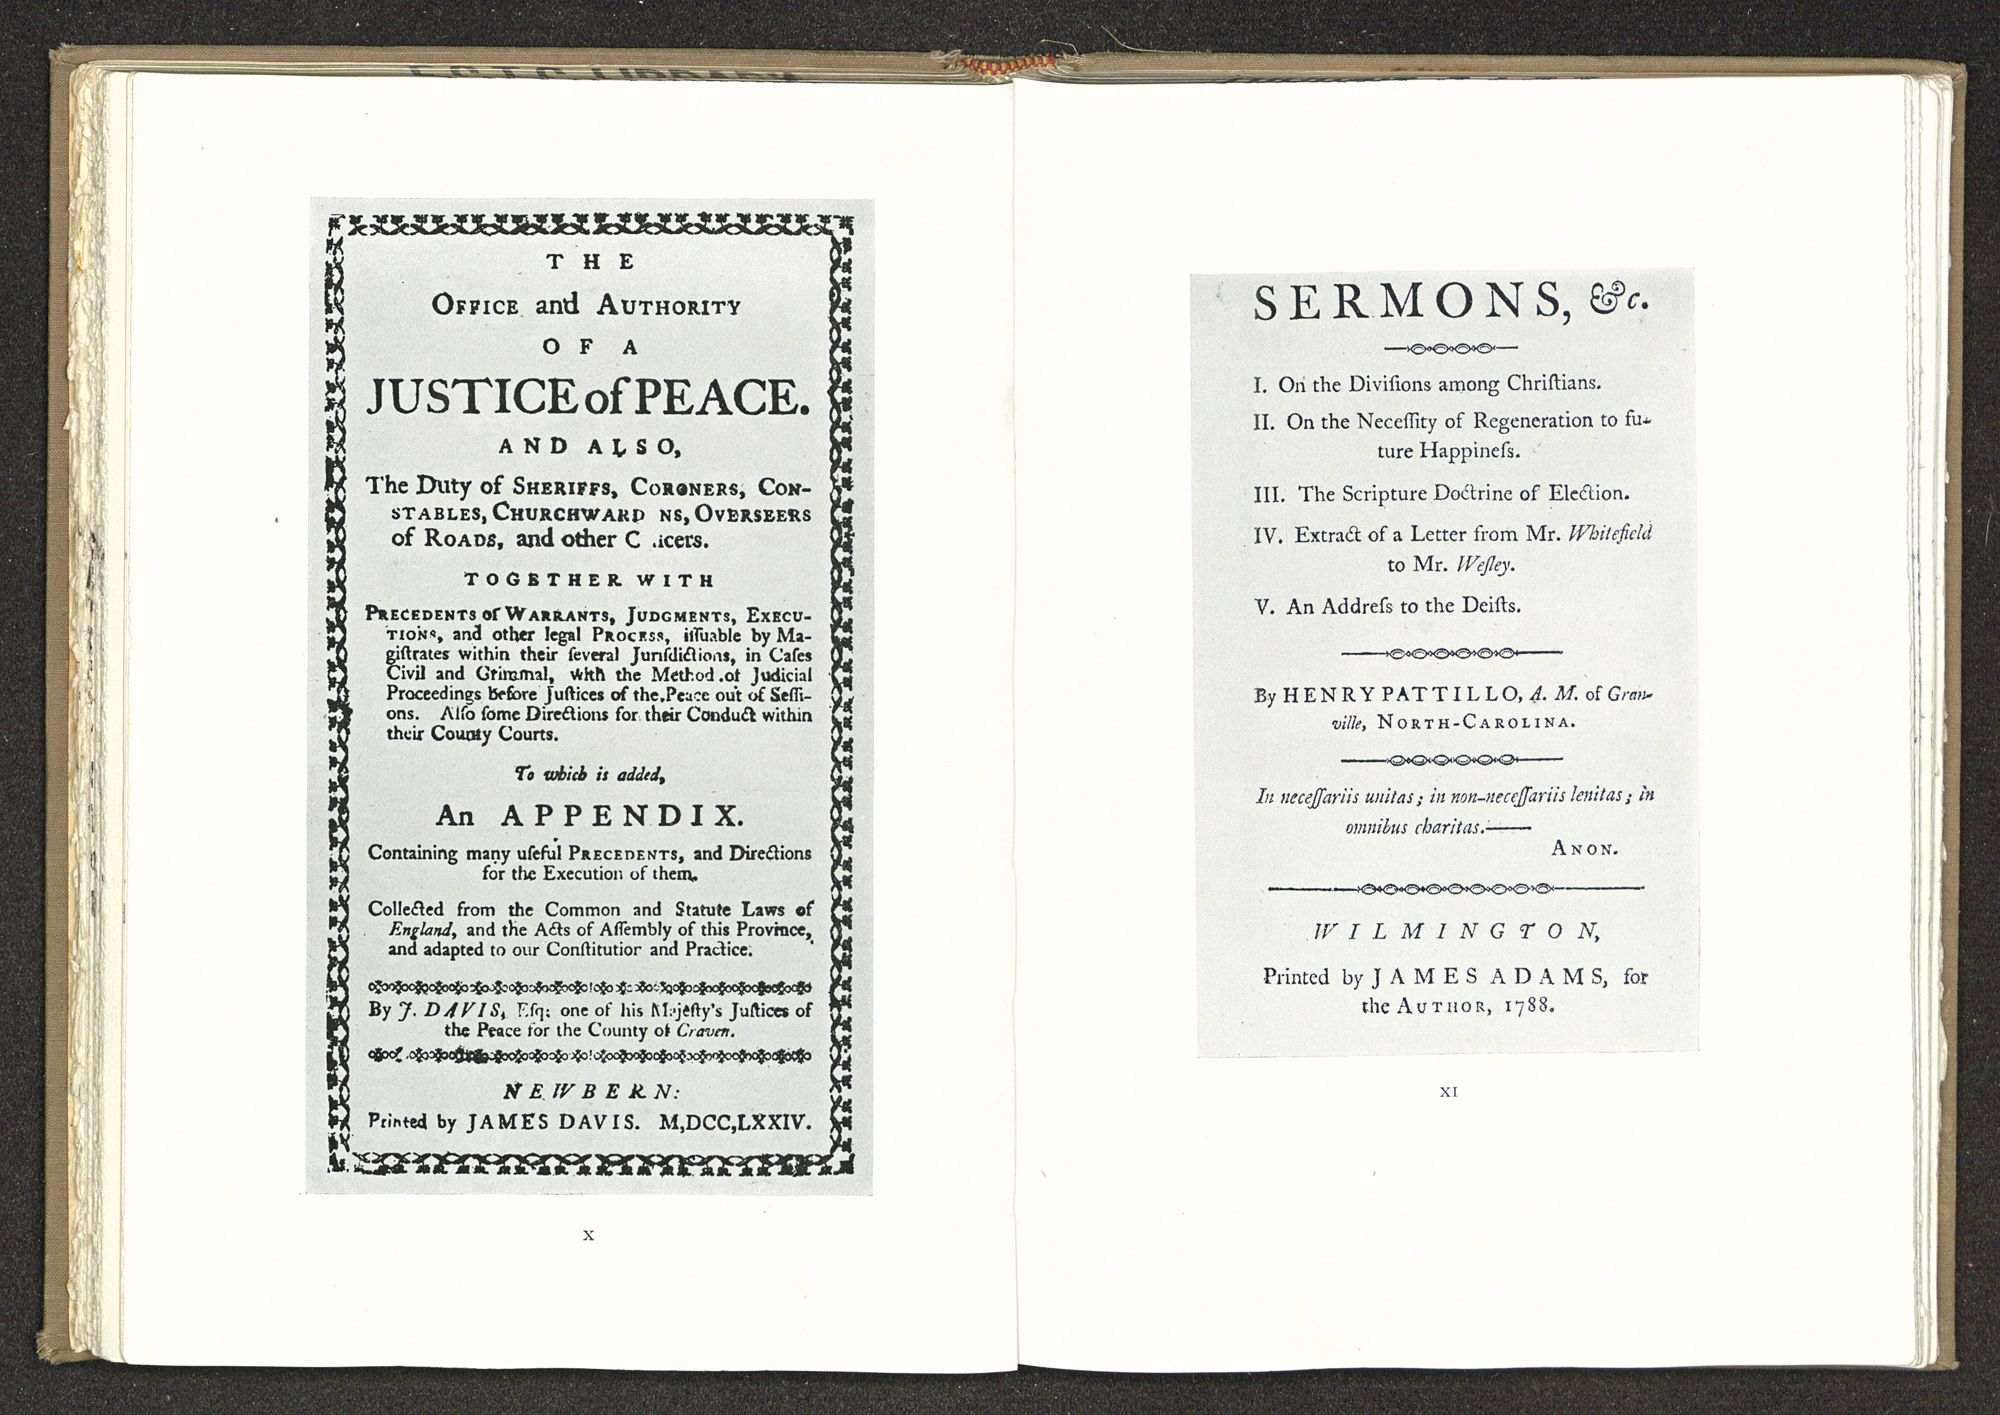 THE
OFFICE and AUTHORITY
OF A
JUSTICE of PEACE.
AND ALSO,
The Duty of SHERIFFS, CORONERS, CON-
STABLES, CHURCHWARD NS, OVERSEERS
of ROADS, and other C .icers.
TOGETHER WITH
PRECEDENTS of WARRANTS, JUDGMENTS, EXECU-
TIONS, and other legal PROCESS, iſſuable by Ma-
giſtrates within their ſeveral Juriſdictions, in Caſes
Civil and Criminal, with the Method of Judicial
Proceedings before Juſtices of the Peace out of Seſſi-
ons. Alſo ſome Directions for their Conduct within
their County Courts.
To which is added,
An APPENDIX.
Containing many uſeful PRECEDENTS, and Directions
for the Execution of them.
Collected from the Common and Statute Laws of
England, and the Acts of Aſſembly of this Province,
and adapted to our Conſtitution and Practice.
By J. DAVIS, Eſq; one of his Majeſty's Juſtices of
the Peace for the County of Craven.
NEWBERN:
Printed by JAMES DAVIS. M,DCC,LXXIV.
X
SERMONS, &c.
I. On the Diviſions among Chriſtians.
II. On the Neceſſity of Regeneration to fu-
ture Happineſs.
III. The Scripture Doctrine of Election.
IV. Extract of a Letter from Mr. Whitefield
to Mr. Weſley.
V. An Addreſs to the Deiſts.
By HENRY PATTILLO, A. M. of Gran-
ville, NORTH-CAROLINA.
In neceſſariis unitas; in non-neceſſariis lenitas; in
omnibus charitas.——
ANON.
WILMINGTON,
Printed by JAMES ADAMS, for
the AUTHOR, 1788.
XI